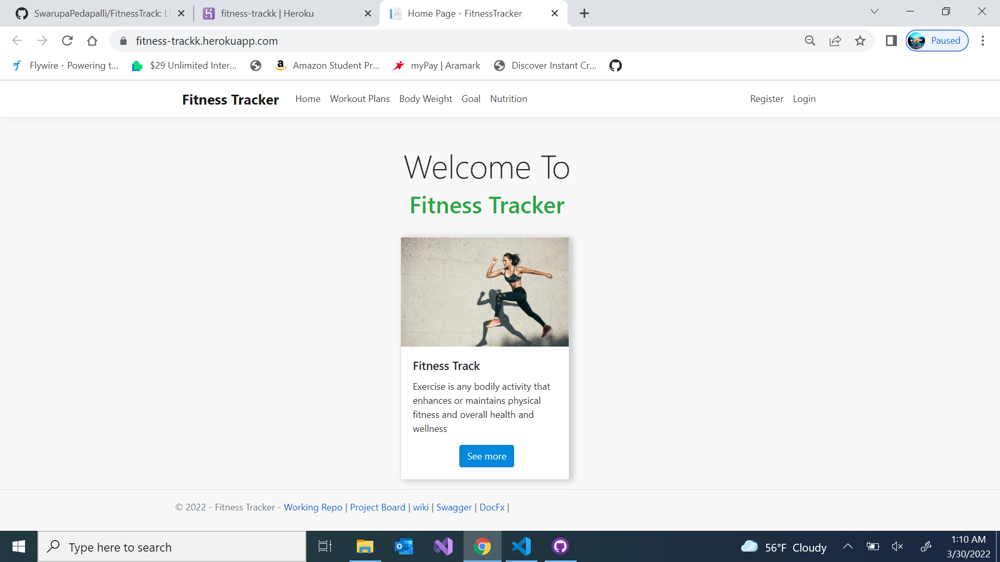 SwarupaPedapalli/FitnessTrack: Li
fitness-trackk | Heroku
Home Page - FitnessTracker
fitness-trackk.herokuapp.com
Paused
Flywire - Powering t...
$29 Unlimited Inter...
Amazon Student Pr...
myPay | Aramark
Discover Instant Cr...
Fitness Tracker
Home
Workout Plans
Body Weight
Goal
Nutrition
Register
Login
Welcome To
Fitness Tracker
Fitness Track
Exercise is any bodily activity that
enhances or maintains physical
fitness and overall health and
wellness
See more
© 2022 - Fitness Tracker - Working Repo | Project Board | wiki | Swagger | DocFx |
Type here to search
56°F Cloudy
1:10 AM
3/30/2022